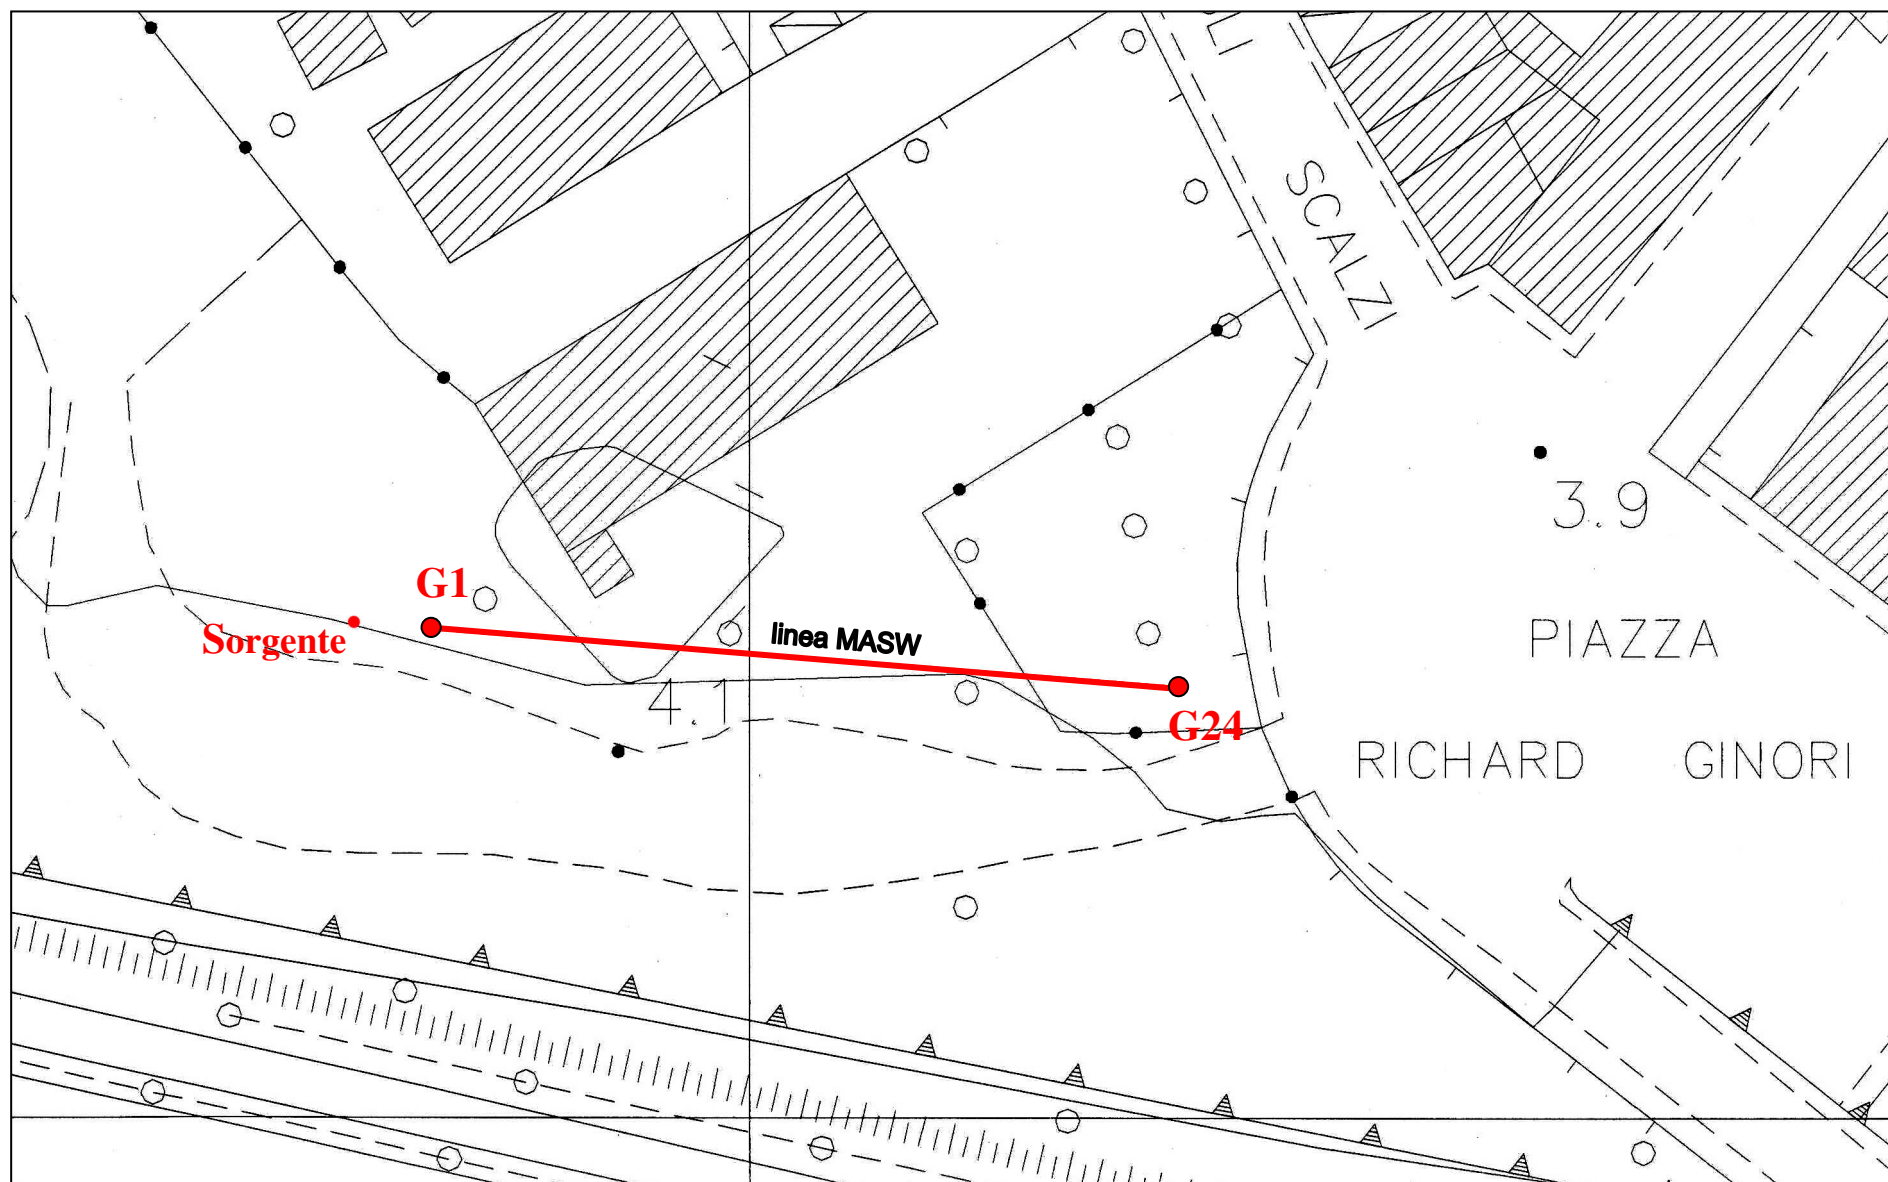 SCALZI
3.9
G1
Sorgente
linea MASW
PIAZZA
4.1
G24
RICHARD GINORI